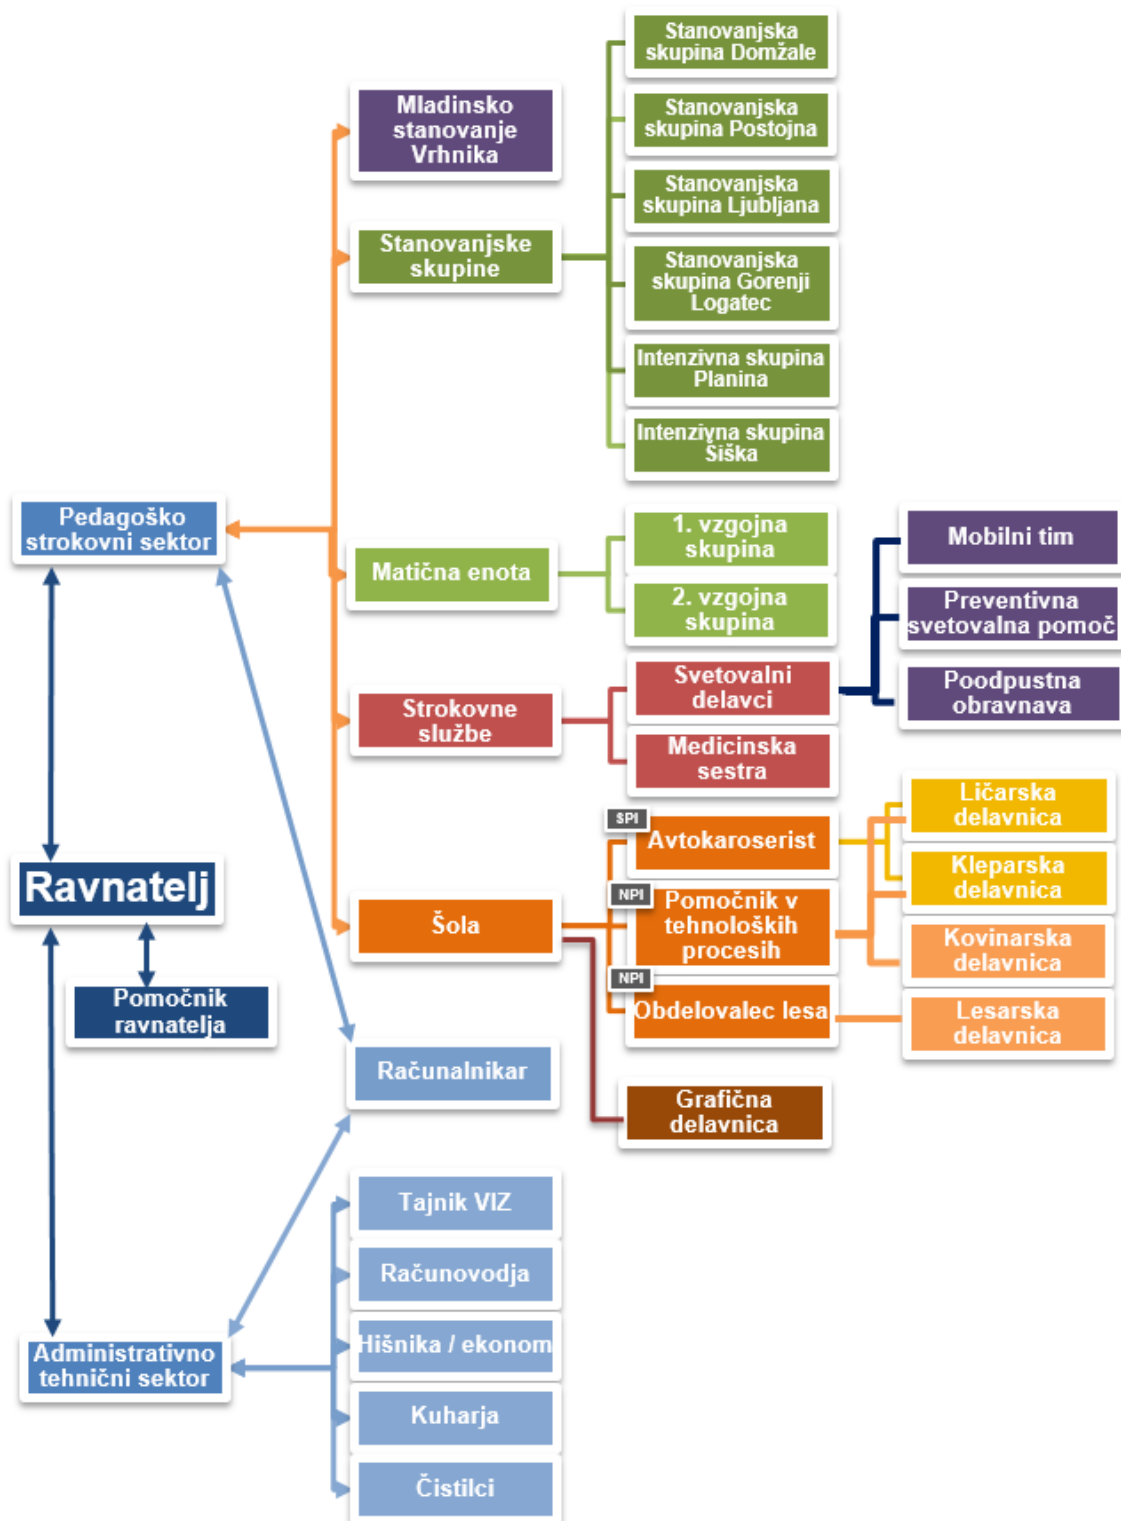 Stanovanjska
skupina Domžale
Mladinsko
stanovanje
Vrhnika
Stanovanjska
skupina Postojna
Stanovanjska
skupina Ljubljana
Stanovanjske
skupine
Stanovanjska
skupina Gorenji
Logatec
Intenzivna skupina
Planina
Intenzivna skupina
Šiška
Pedagoško
strokovni sektor
Matična enota
1. vzgojna
skupina
2. vzgojna
skupina
Mobilni tim
Preventivna
svetovalna pomoč
Poodpustna
obravnava
Strokovne
službe
Svetovalni
delavci
Medicinska
sestra
SPI
Avtokaroserist
Ličarska
delavnica
Kleparska
delavnica
Ravnatelj
Šola
NPI
Pomočnik v
tehnoloških
procesih
Kovinarska
delavnica
Pomočnik
ravnatelja
NPI
Obdelovalec lesa
Lesarska
delavnica
Računalnikar
Grafična
delavnica
Tajnik VIZ
Računovodja
Hišnika / ekonom
Administrativno
tehnični sektor
Kuharja
Čistilci